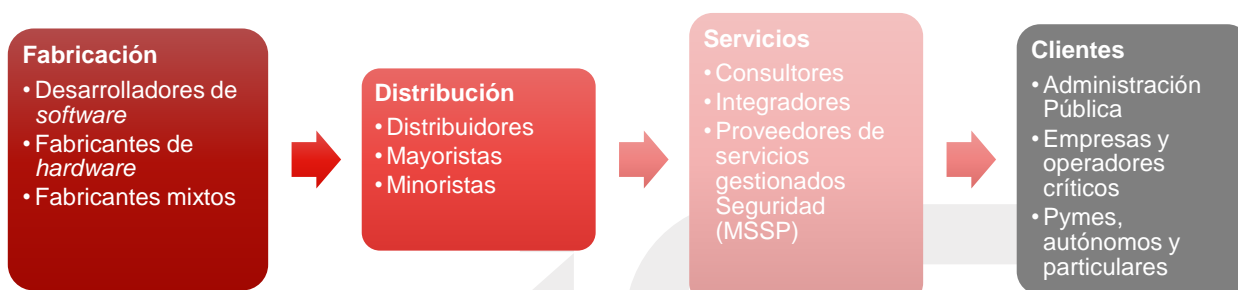 Fabricación
• Desarrolladores de
software
• Fabricantes de
hardware
• Fabricantes mixtos
Distribución
• Distribuidores
• Mayoristas
• Minoristas
Servicios
• Consultores
• Integradores
• Proveedores de
servicios
gestionados
Seguridad
(MSSP)
Clientes
• Administración
Pública
• Empresas y
operadores
críticos
• Pymes,
autónomos y
particulares